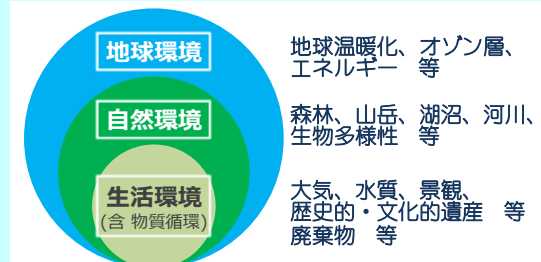 地球環境
地球温暖化、オゾン層、
エネルギー　等
自然環境
森林、山岳、湖沼、河川、
生物多様性　等
生活環境
(含 物質循環)
大気、水質、景観、
歴史的・文化的遺産　等
廃棄物　等